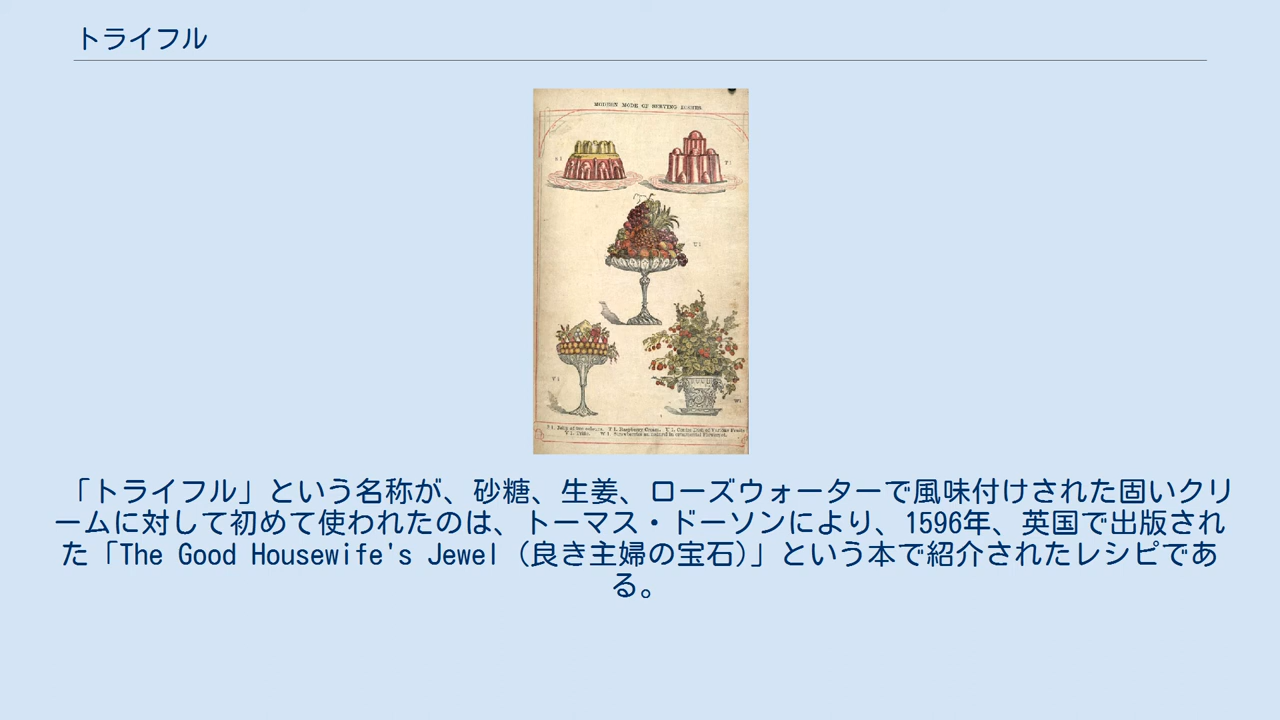 トライフル
MODERN MODE OF SERVING DISHES.
「トライフル」という名称が、砂糖、生姜、ローズウォーターで風味付けされた固いクリ
ームに対して初めて使われたのは、トーマス・ドーソンにより、1596年、英国で出版され
た「The Good Housewife's Jewel (良き主婦の宝石)」という本で紹介されたレシピであ
る。